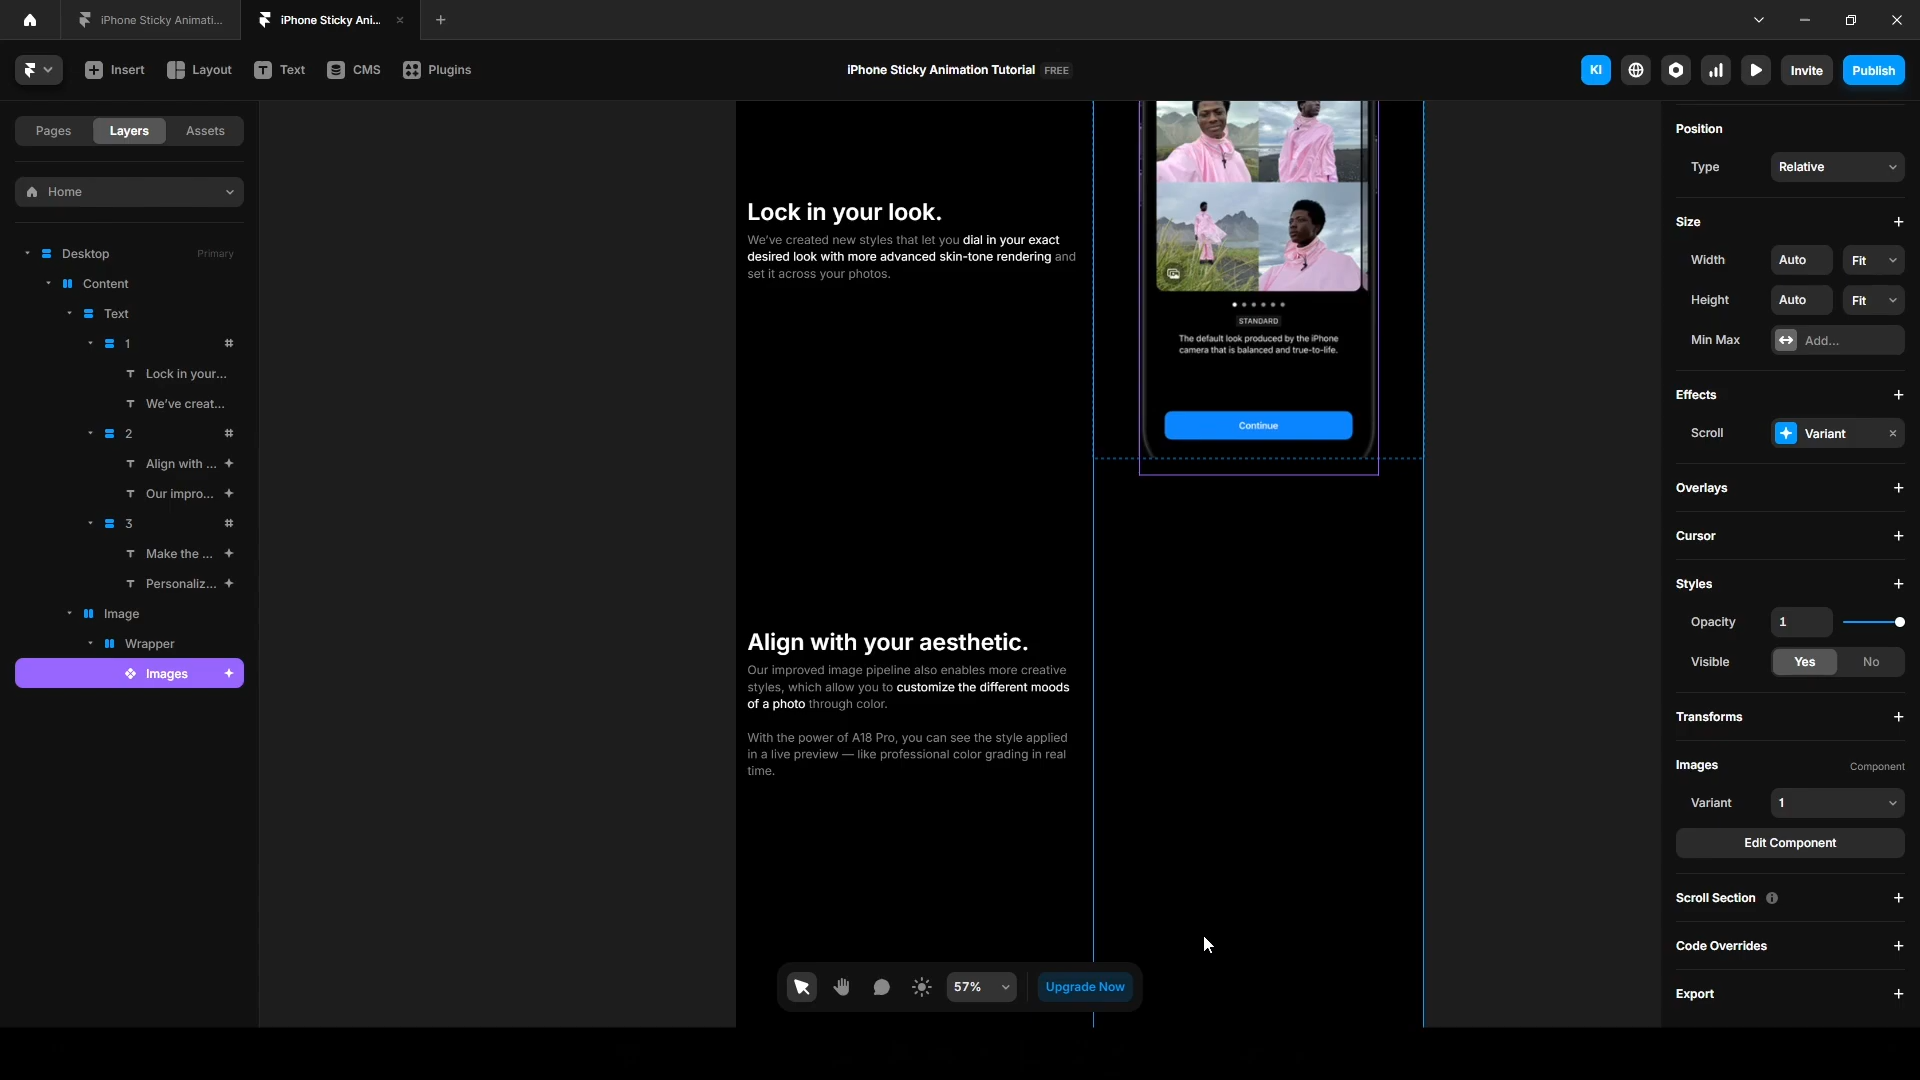 iPhone Sticky Animati...
iPhone Sticky Ani...
Insert
Layout
Text
CMS
Plugins
iPhone Sticky Animation Tutorial FREE
KI
Invite
Publish
Pages
Layers
Assets
Home
Desktop
Primary
Content
Text
1
Lock in your...
We've creat...
2
Align with ...
Our impro...
3
Make the ...
Personaliz...
Image
Wrapper
Images
Lock in your look.
We've created new styles that let you dial in your exact
desired look with more advanced skin-tone rendering and
set it across your photos.
STANDARD
The default look produced by the iPhone
camera that is balanced and true-to-life.
Continue
Align with your aesthetic.
Our improved image pipeline also enables more creative
styles, which allow you to customize the different moods
of a photo through color.
With the power of A18 Pro, you can see the style applied
in a live preview — like professional color grading in real
time.
57%
Upgrade Now
Position
Type
Relative
Size
Width
Auto
Fit
Height
Auto
Fit
Min Max
Add...
Effects
Scroll
Variant
Overlays
Cursor
Styles
Opacity
1
Visible
Yes
No
Transforms
Images
Component
Variant
1
Edit Component
Scroll Section
Code Overrides
Export